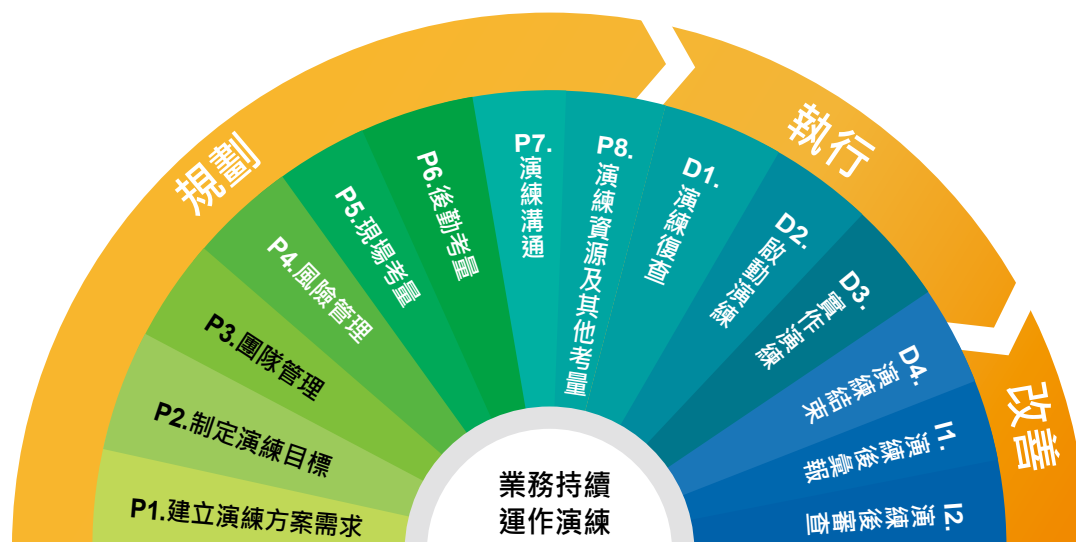 規劃
執行
改善
P1.建立演練方案需求
P2.制定演練目標
P3.團隊管理
P4.風險管理
P5.現場考量
P6.後勤考量
P7.演練溝通
P8.演練資源及其他考量
D1.演練復查
D2.啟動演練
D3.實作演練
D4.演練結束
I1.演練後彙報
I2.演練後審查
業務持續
運作演練